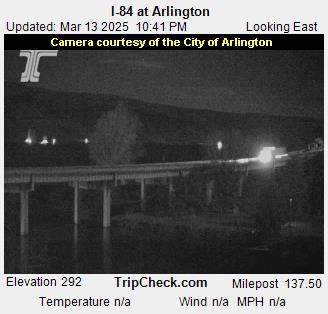 I-84 at Arlington
Updated: Mar 13 2025 10:41 PM Looking East
Camera courtesy of the City of Arlington
Elevation 292 TripCheck.com Milepost 137.50
Temperature n/a Wind n/a MPH n/a